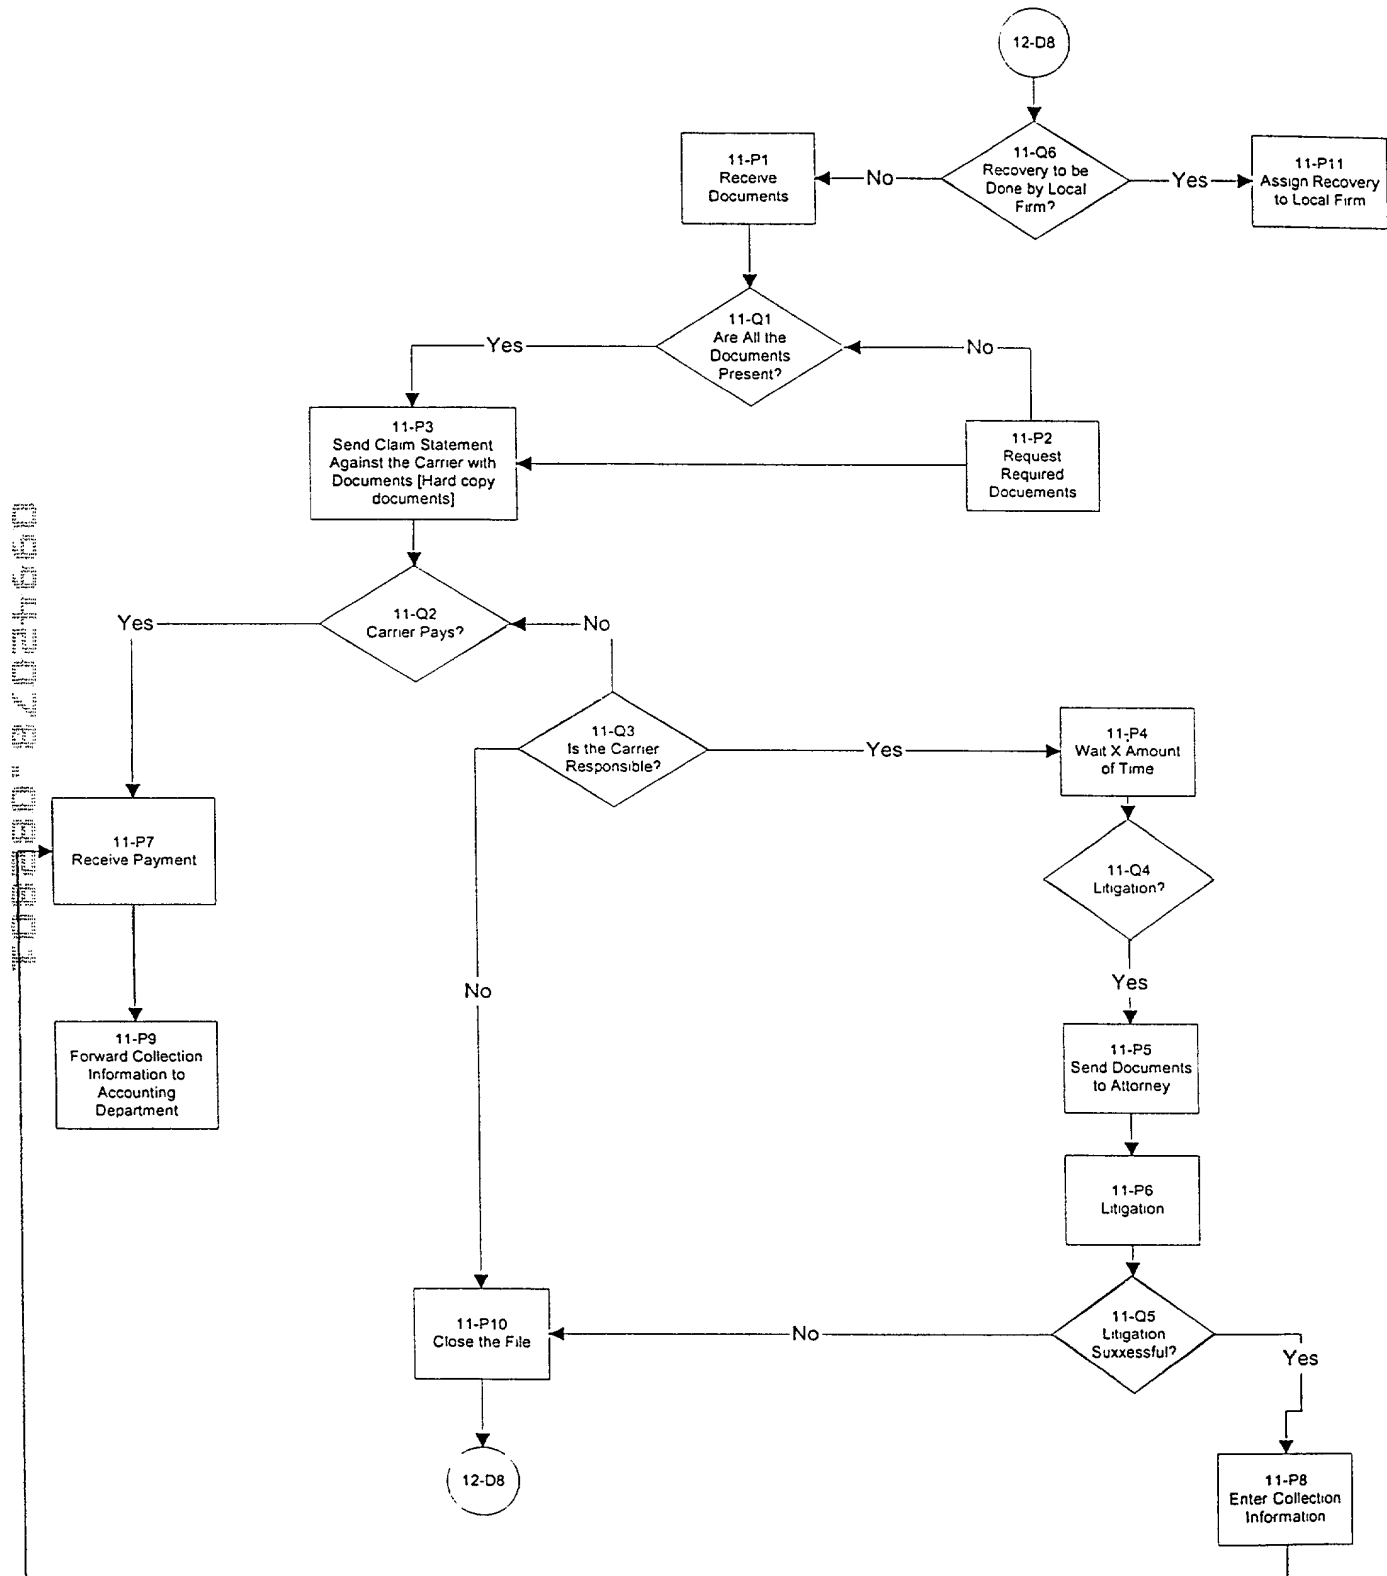 12-D8
11-Q6
Recovery to be
Done by Local
Firm?
11-P1
Receive
Documents
No
Yes
11-P11
Assign Recovery
to Local Firm
11-Q1
Are All the
Documents
Present?
Yes
No
11-P3
Send Claim Statement
Against the Carrier with
Documents [Hard copy
documents]
11-P2
Request
Required
Docuements
11-Q2
Carrier Pays?
Yes
No
11-Q3
Is the Carrier
Responsible?
Yes
11-P4
Wait X Amount
of Time
11-P7
Receive Payment
11-Q4
Litigation?
No
Yes
11-P9
Forward Collection
Information to
Accounting
Department
11-P5
Send Documents
to Attorney
11-P6
Litigation
11-P10
Close the File
No
11-Q5
Litigation
Suxxessful?
Yes
12-D8
11-P8
Enter Collection
Information